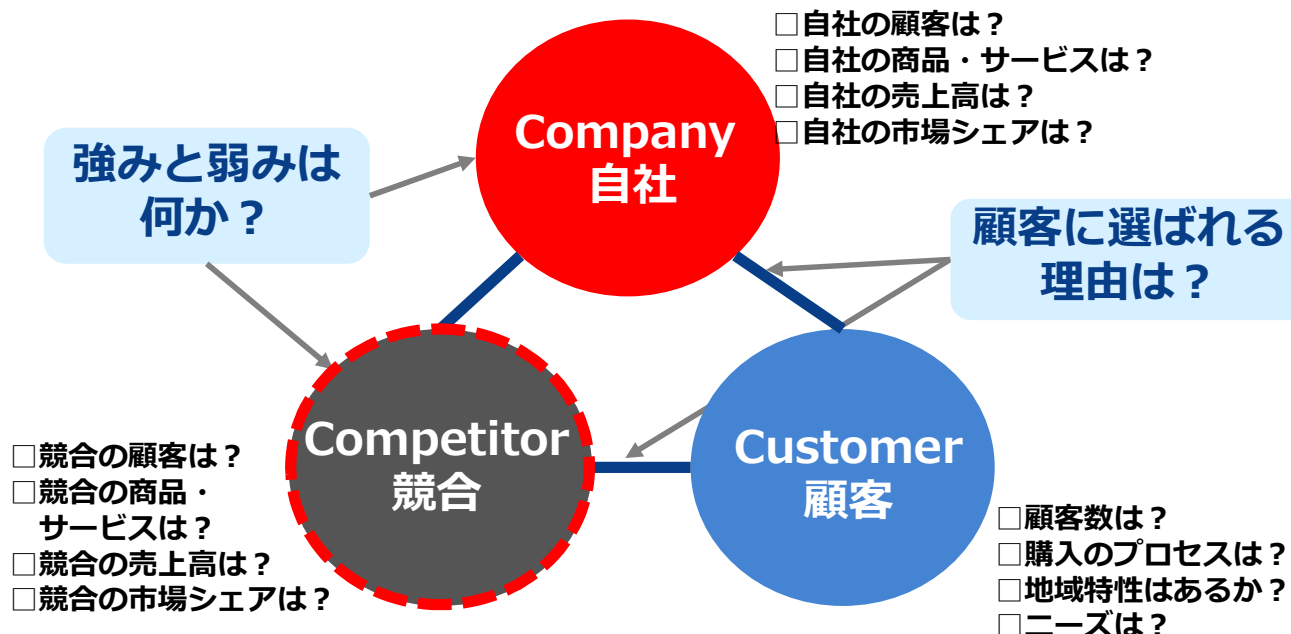 □自社の顧客は？
□自社の商品・サービスは？
□自社の売上高は？
□自社の市場シェアは？
Company
自社
強みと弱みは
何か？
顧客に選ばれる
理由は？
Competitor
競合
Customer
顧客
□競合の顧客は？
□競合の商品・
サービスは？
□競合の売上高は？
□競合の市場シェアは？
□顧客数は？
□購入のプロセスは？
□地域特性はあるか？
□ニーズは？